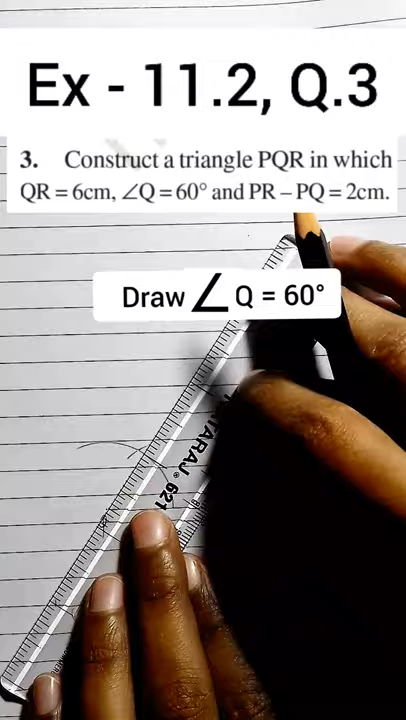 Ex - 11.2, Q.3
3. Construct a triangle PQR in which
QR = 6cm, ∠Q = 60° and PR – PQ = 2cm.
Draw ∠ Q = 60°
ATARAJ® 621